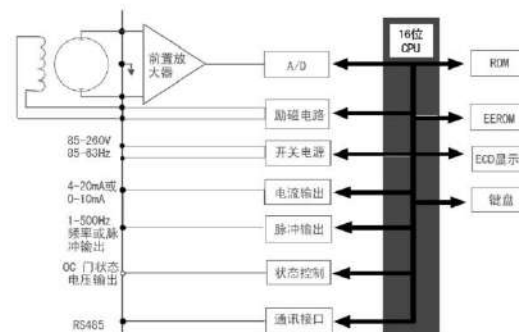 16位
CPU
前置放
大器
A/D
ROM
励磁电路
EEROM
85-260V
85-63Hz
开关电源
ECD显示
4-20mA或
0-10mA
电流输出
键盘
1-500Hz
频率或脉
冲输出
脉冲输出
OC 门状态
电压输出
状态控制
RS485
通讯接口